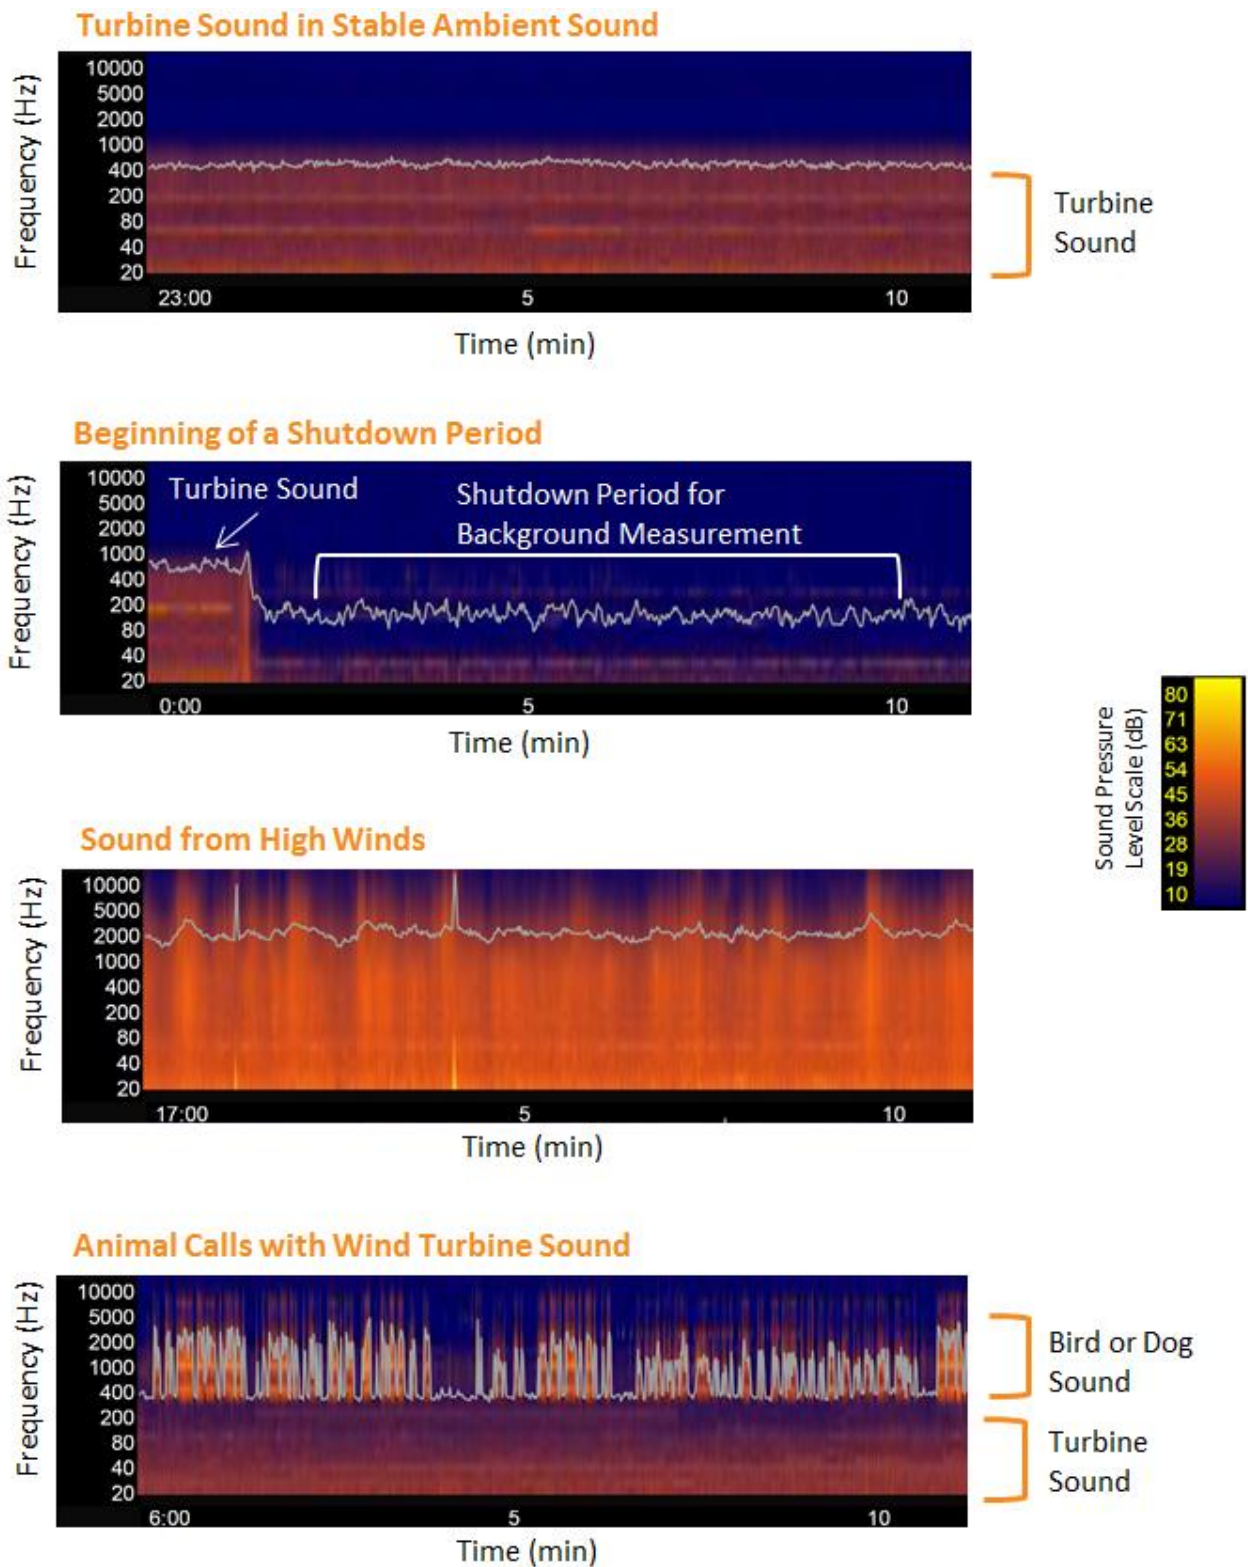 Turbine Sound in Stable Ambient Sound
Frequency (Hz)
10000
5000
2000
1000
400
200
80
40
20
23:00 5 10
Time (min)
Turbine
Sound
Beginning of a Shutdown Period
Frequency (Hz)
10000
5000
2000
1000
400
200
80
40
20
Turbine Sound
Shutdown Period for
Background Measurement
0:00 5 10
Time (min)
Sound Pressure
Level Scale (dB)
80
71
63
54
45
36
28
19
10
Sound from High Winds
Frequency (Hz)
10000
5000
2000
1000
400
200
80
40
20
17:00 5 10
Time (min)
Animal Calls with Wind Turbine Sound
Frequency (Hz)
10000
5000
2000
1000
400
200
80
40
20
6:00 5 10
Time (min)
Bird or Dog
Sound
Turbine
Sound